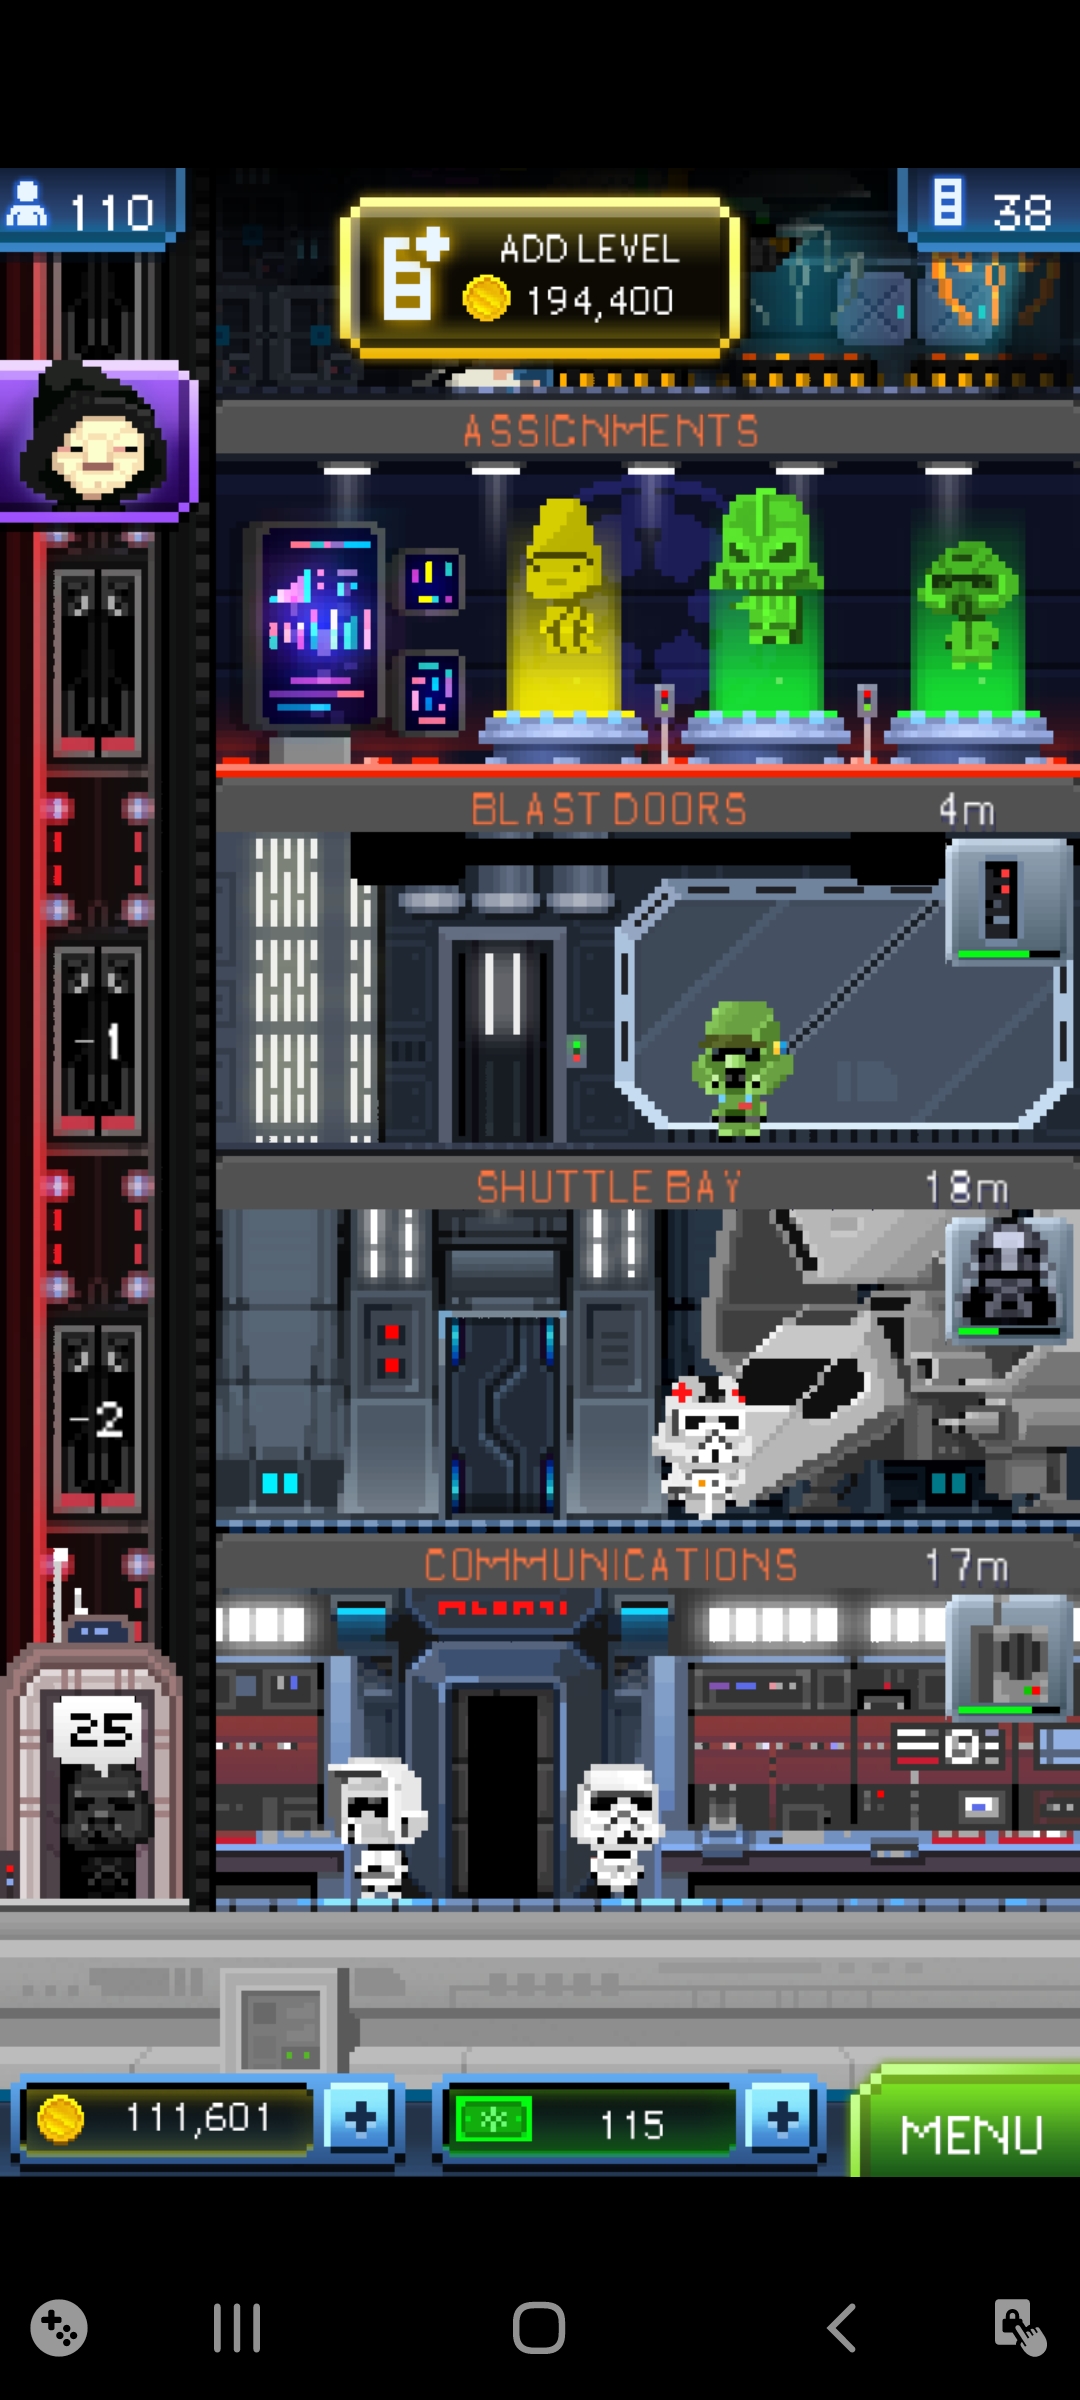 110
ADD LEVEL
194,400
38
ASSIGNMENTS
BLAST DOORS 4m
-1
SHUTTLE BAY 18m
-2
COMMUNICATIONS 17m
25
111,601
115
MENU